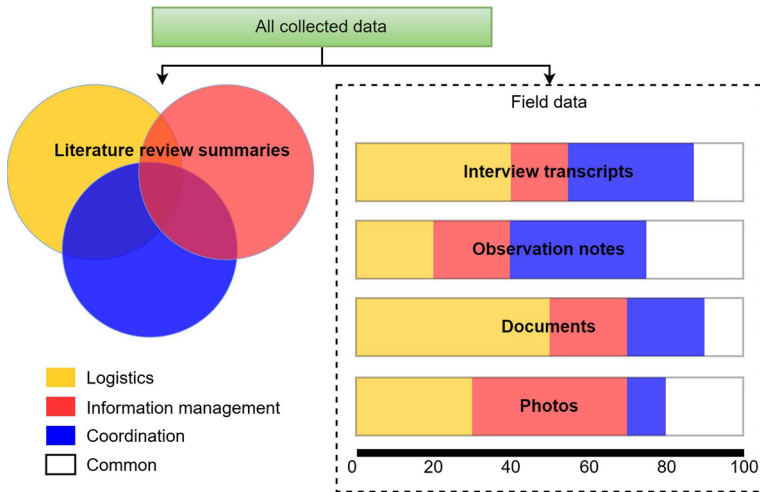 All collected data
Literature review summaries
Field data
Interview transcripts
Observation notes
Documents
Photos
0 20 40 60 80 100
Logistics
Information management
Coordination
Common